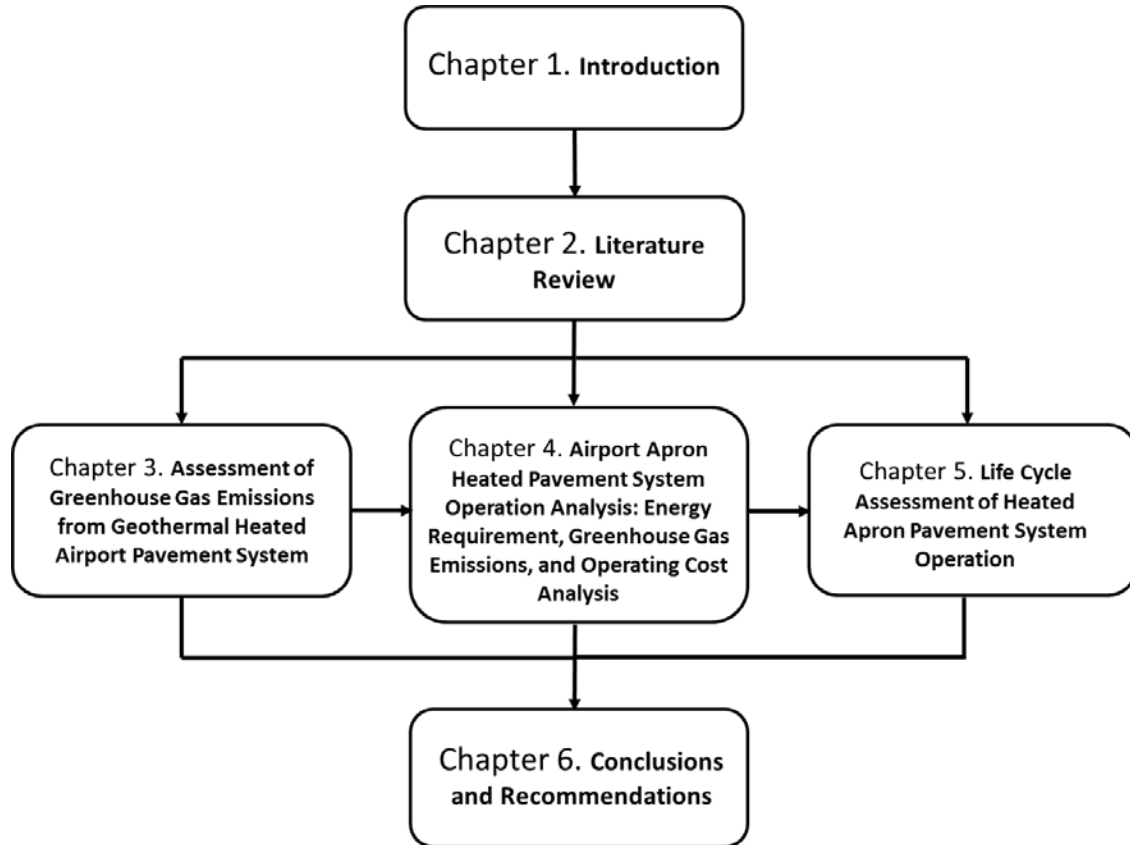 Chapter 1. Introduction
Chapter 2. Literature
Review
Chapter 3. Assessment of
Greenhouse Gas Emissions
from Geothermal Heated
Airport Pavement System
Chapter 4. Airport Apron
Heated Pavement System
Operation Analysis: Energy
Requirement, Greenhouse Gas
Emissions, and Operating Cost
Analysis
Chapter 5. Life Cycle
Assessment of Heated
Apron Pavement System
Operation
Chapter 6. Conclusions
and Recommendations